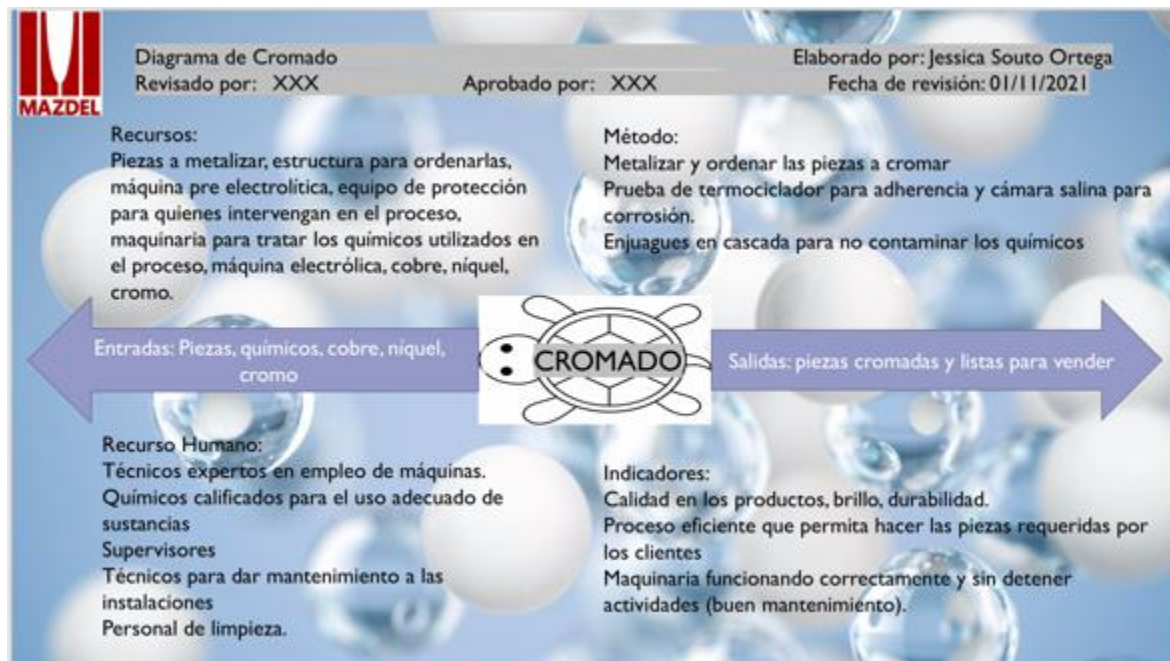 MAZDEL
Diagrama de Cromado
Elaborado por: Jessica Souto Ortega
Revisado por: XXX
Aprobado por: XXX
Fecha de revisión: 01/11/2021
Recursos:
Piezas a metalizar, estructura para ordenarlas,
máquina pre electrolítica, equipo de protección
para quienes intervengan en el proceso,
maquinaria para tratar los químicos utilizados en
el proceso, máquina electrólica, cobre, níquel,
cromo.
Método:
Metalizar y ordenar las piezas a cromar
Prueba de termociclador para adherencia y cámara salina para
corrosión.
Enjuagues en cascada para no contaminar los químicos
Entradas: Piezas, químicos, cobre, níquel,
cromo
CROMADO
Salidas: piezas cromadas y listas para vender
Recurso Humano:
Técnicos expertos en empleo de máquinas.
Químicos calificados para el uso adecuado de
sustancias
Supervisores
Técnicos para dar mantenimiento a las
instalaciones
Personal de limpieza.
Indicadores:
Calidad en los productos, brillo, durabilidad.
Proceso eficiente que permita hacer las piezas requeridas por
los clientes
Maquinaria funcionando correctamente y sin detener
actividades (buen mantenimiento).